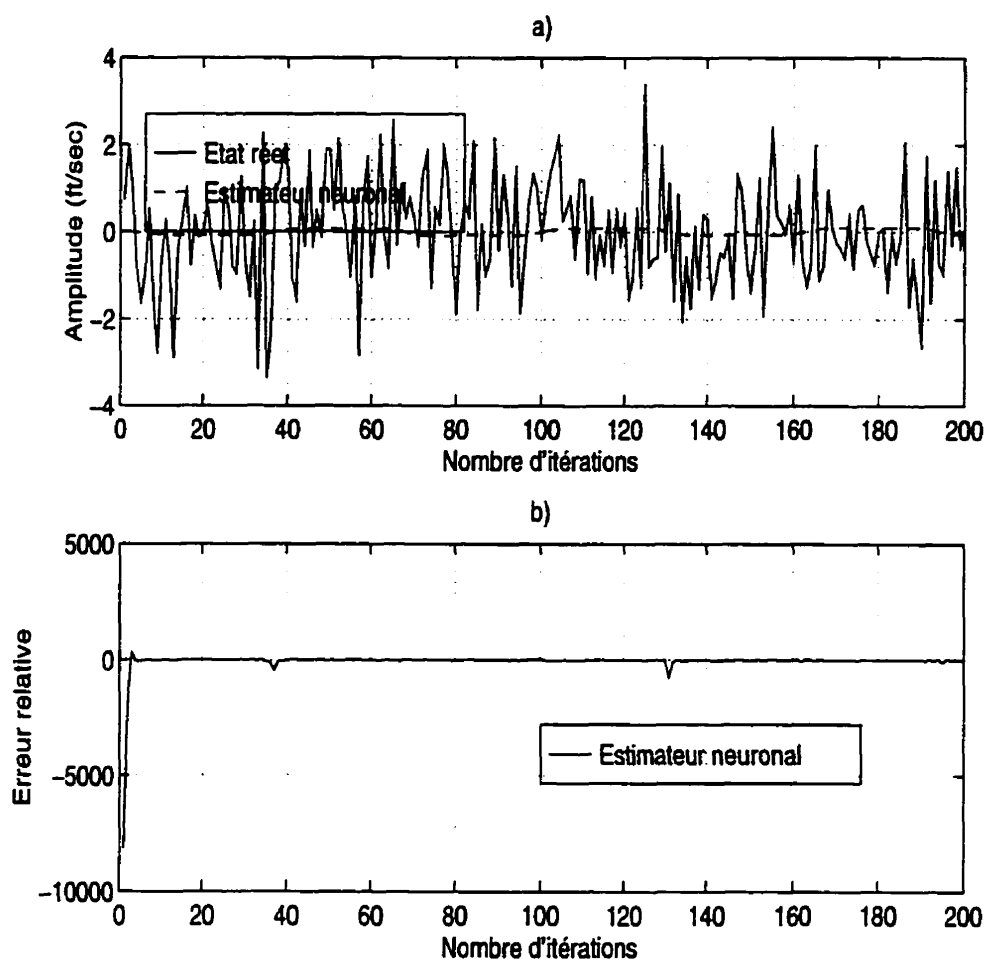 a)
4
2
0
−2
−4
Amplitude (ft/sec)
Etat réel
Estimateur neuronal
0 20 40 60 80 100 120 140 160 180 200
Nombre d'itérations
b)
5000
0
−5000
−10000
Erreur relative
Estimateur neuronal
0 20 40 60 80 100 120 140 160 180 200
Nombre d'itérations